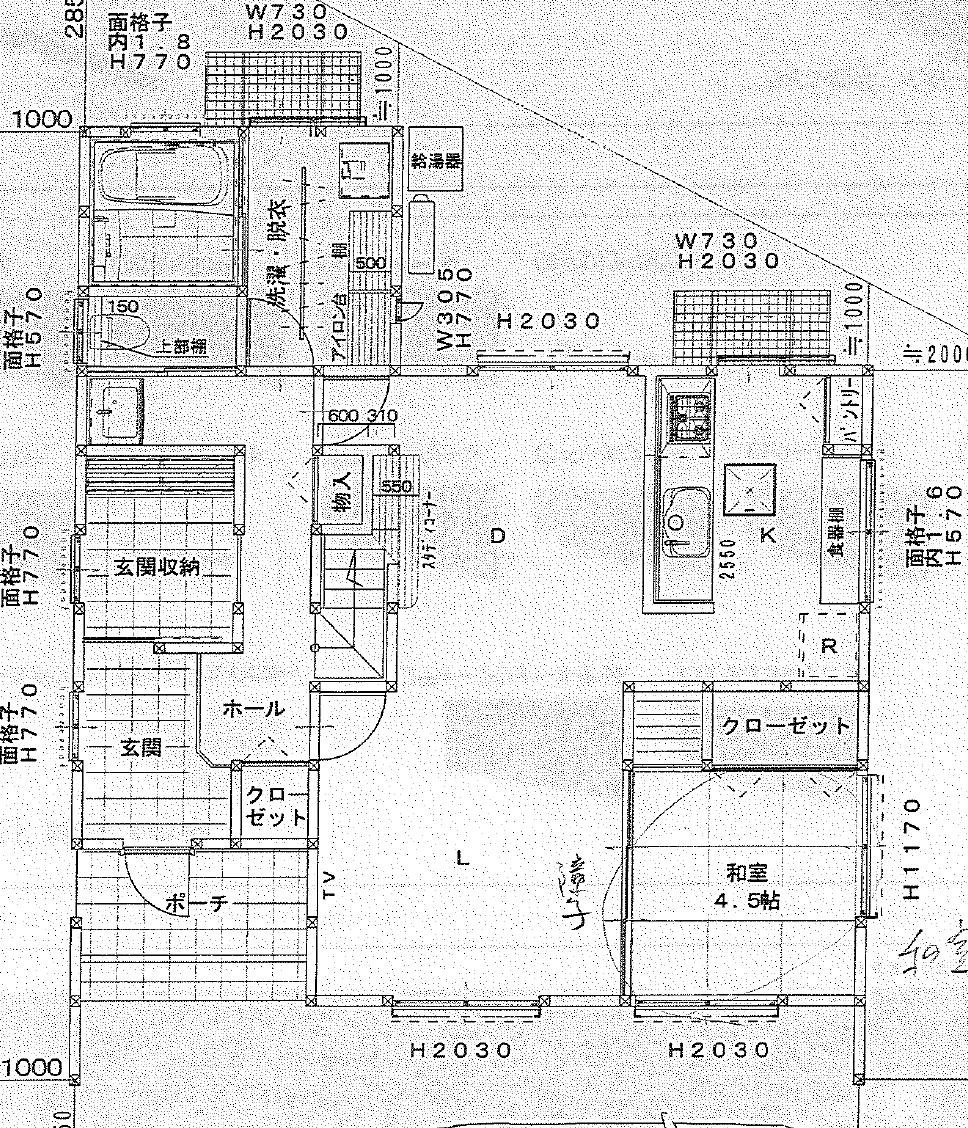 285
面格子
内1.8
H770
W730
H2030
≒1000
1000
給湯器
洗濯・脱衣
棚
500
アイロン台
W305
H770
150
上部棚
面格子
H570
H2030
W730
H2030
≒1000
≒2000
600 310
物入
550
スタディコーナー
D
K
2550
パントリー
食器棚
面格子
内1.6
H570
R
玄関収納
面格子
H770
ホール
玄関
面格子
H770
クロー
ゼット
クローゼット
L
TV
和室
4.5帖
H1170
ポーチ
H2030
H2030
1000